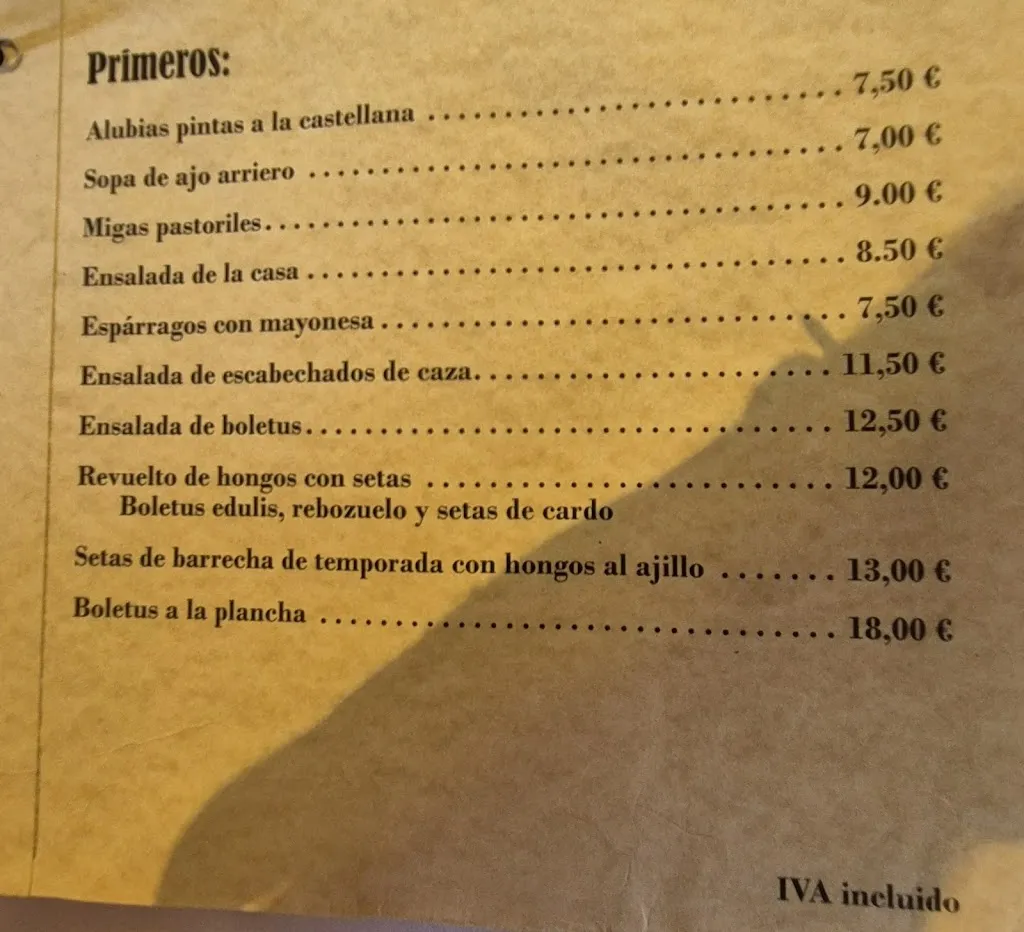 Primeros:
Alubias pintas a la castellana ............................ 7,50 €
Sopa de ajo arriero ..................................... 7,00 €
Migas pastoriles........................................ 9.00 €
Ensalada de la casa ..................................... 8.50 €
Espárragos con mayonesa ................................ 7,50 €
Ensalada de escabechados de caza........................ 11,50 €
Ensalada de boletus..................................... 12,50 €
Revuelto de hongos con setas ............................ 12,00 €
Boletus edulis, rebozuelo y setas de cardo
Setas de barrecha de temporada con hongos al ajillo ....... 13,00 €
Boletus a la plancha .................................... 18,00 €
IVA incluido